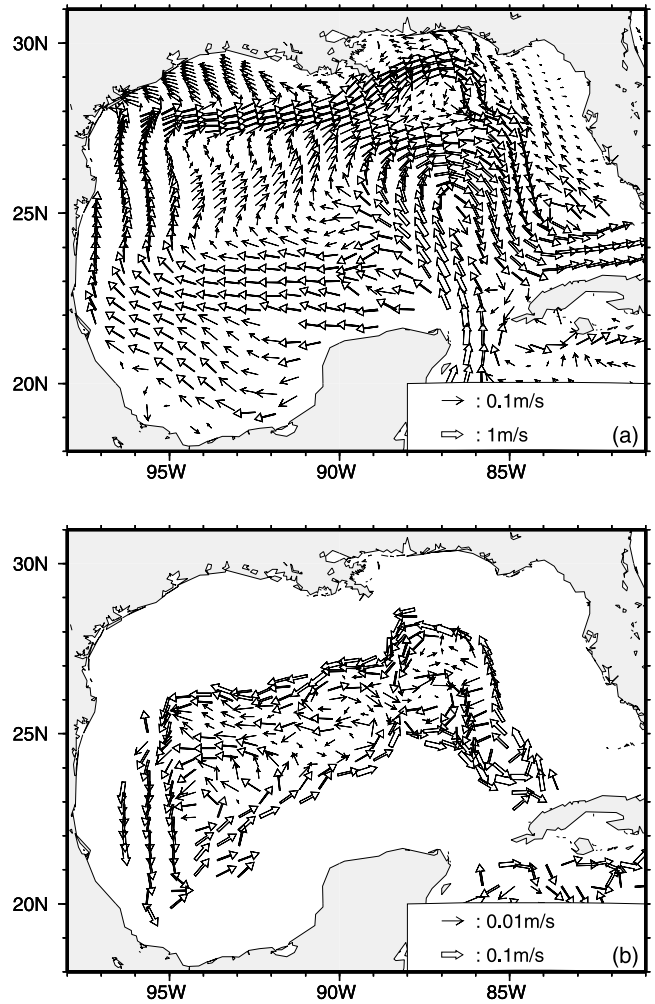 30N
25N
20N
→ : 0.1m/s
⇨ : 1m/s
(a)
95W 90W 85W
30N
25N
20N
→ : 0.01m/s
⇨ : 0.1m/s
(b)
95W 90W 85W